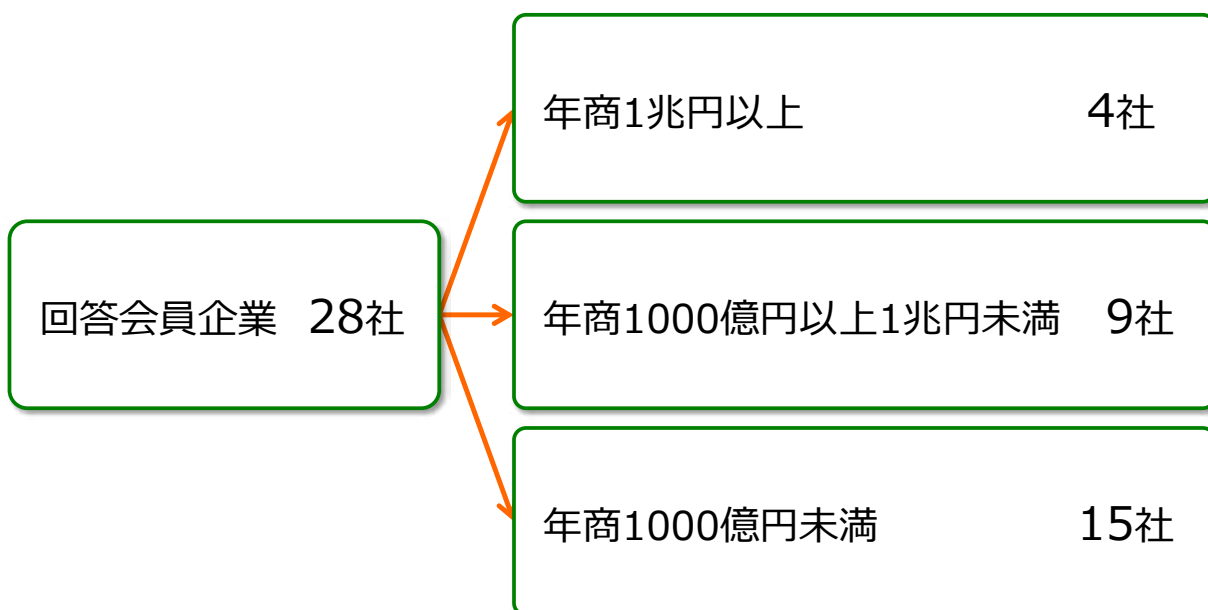 年商1兆円以上 4社
回答会員企業 28社
年商1000億円以上1兆円未満 9社
年商1000億円未満 15社